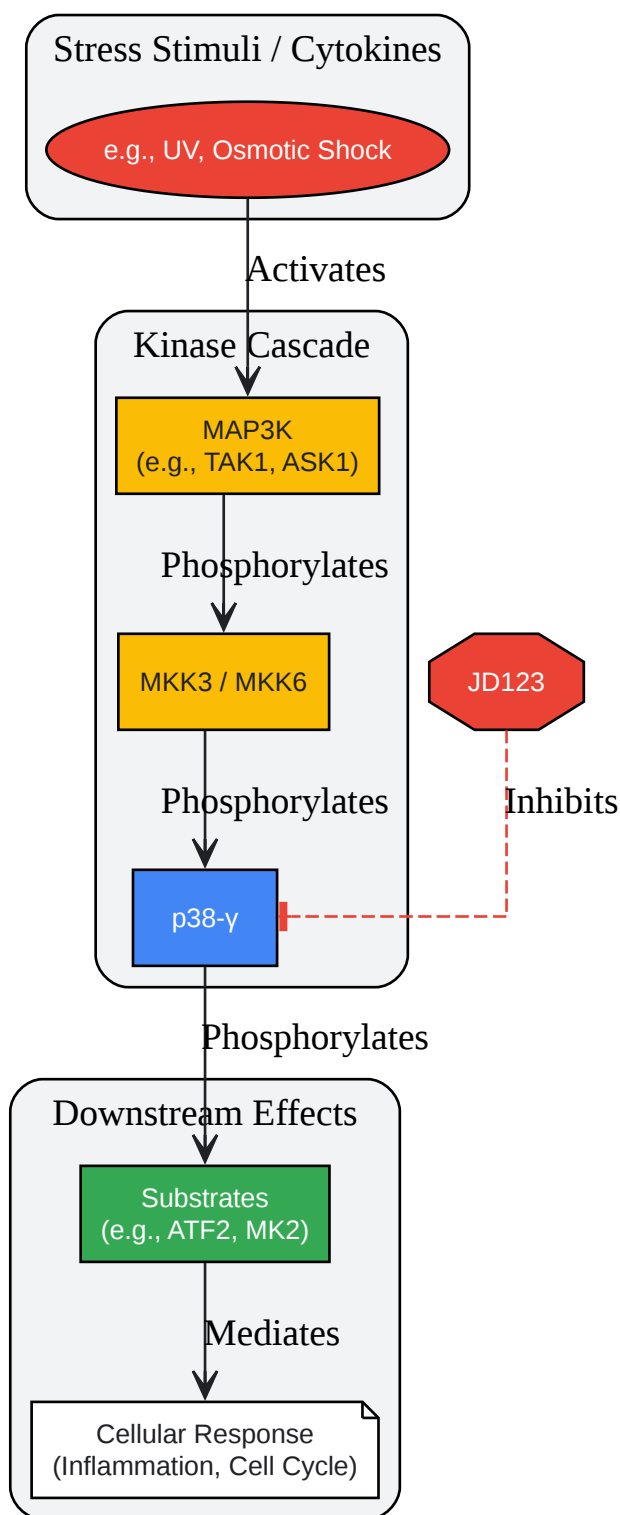 Stress Stimuli / Cytokines
e.g., UV, Osmotic Shock
Activates
Kinase Cascade
MAP3K
(e.g., TAK1, ASK1)
Phosphorylates
MKK3 / MKK6
JD123
Phosphorylates
Inhibits
p38-γ
Phosphorylates
Downstream Effects
Substrates
(e.g., ATF2, MK2)
Mediates
Cellular Response
(Inflammation, Cell Cycle)